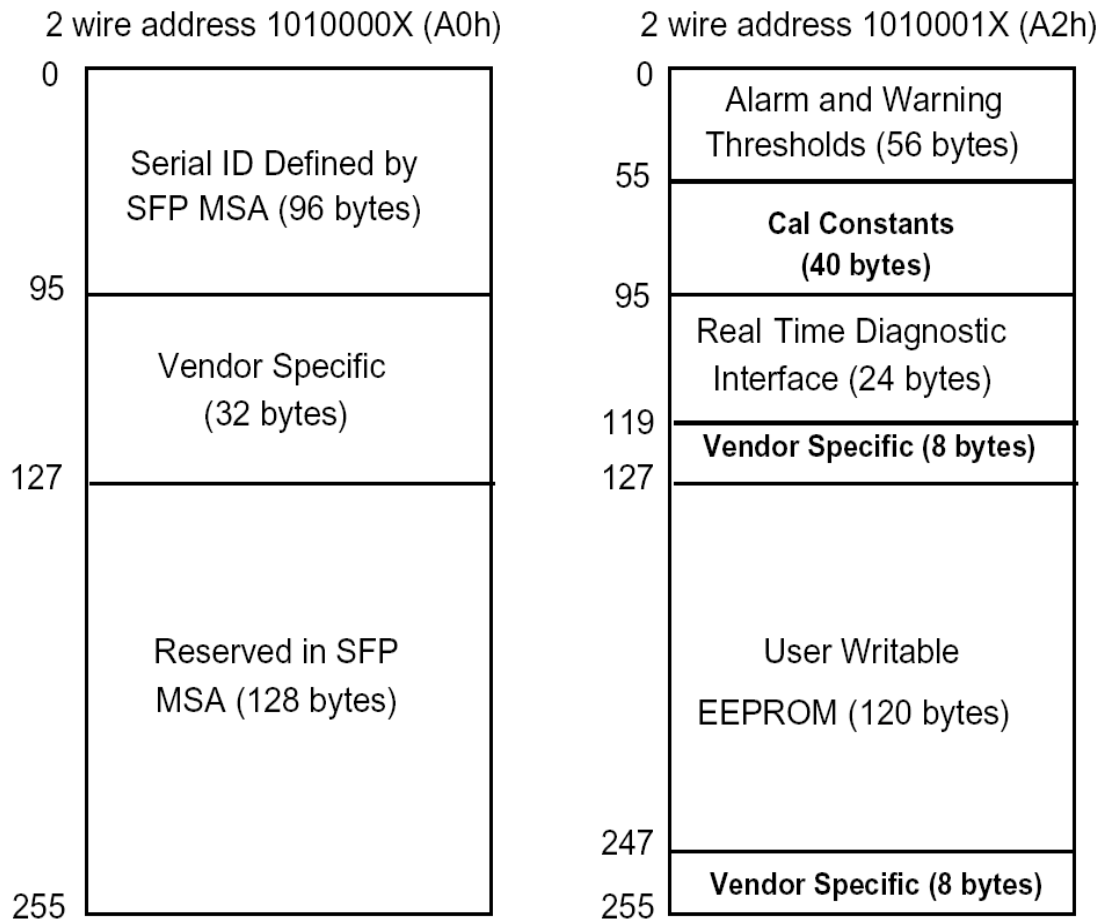 2 wire address 1010000X (A0h)
0
Serial ID Defined by
SFP MSA (96 bytes)
95
Vendor Specific
(32 bytes)
127
Reserved in SFP
MSA (128 bytes)
255
2 wire address 1010001X (A2h)
0
Alarm and Warning
Thresholds (56 bytes)
55
Cal Constants
(40 bytes)
95
Real Time Diagnostic
Interface (24 bytes)
119
Vendor Specific (8 bytes)
127
User Writable
EEPROM (120 bytes)
247
Vendor Specific (8 bytes)
255